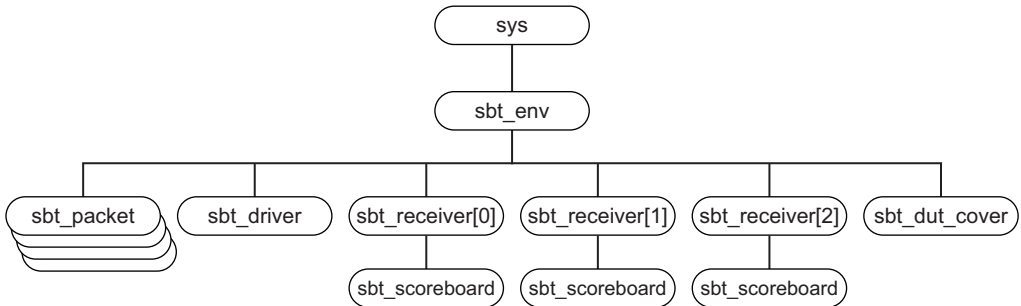 sys
sbt_env
sbt_packet
sbt_driver
sbt_receiver[0]
sbt_receiver[1]
sbt_receiver[2]
sbt_dut_cover
sbt_scoreboard
sbt_scoreboard
sbt_scoreboard